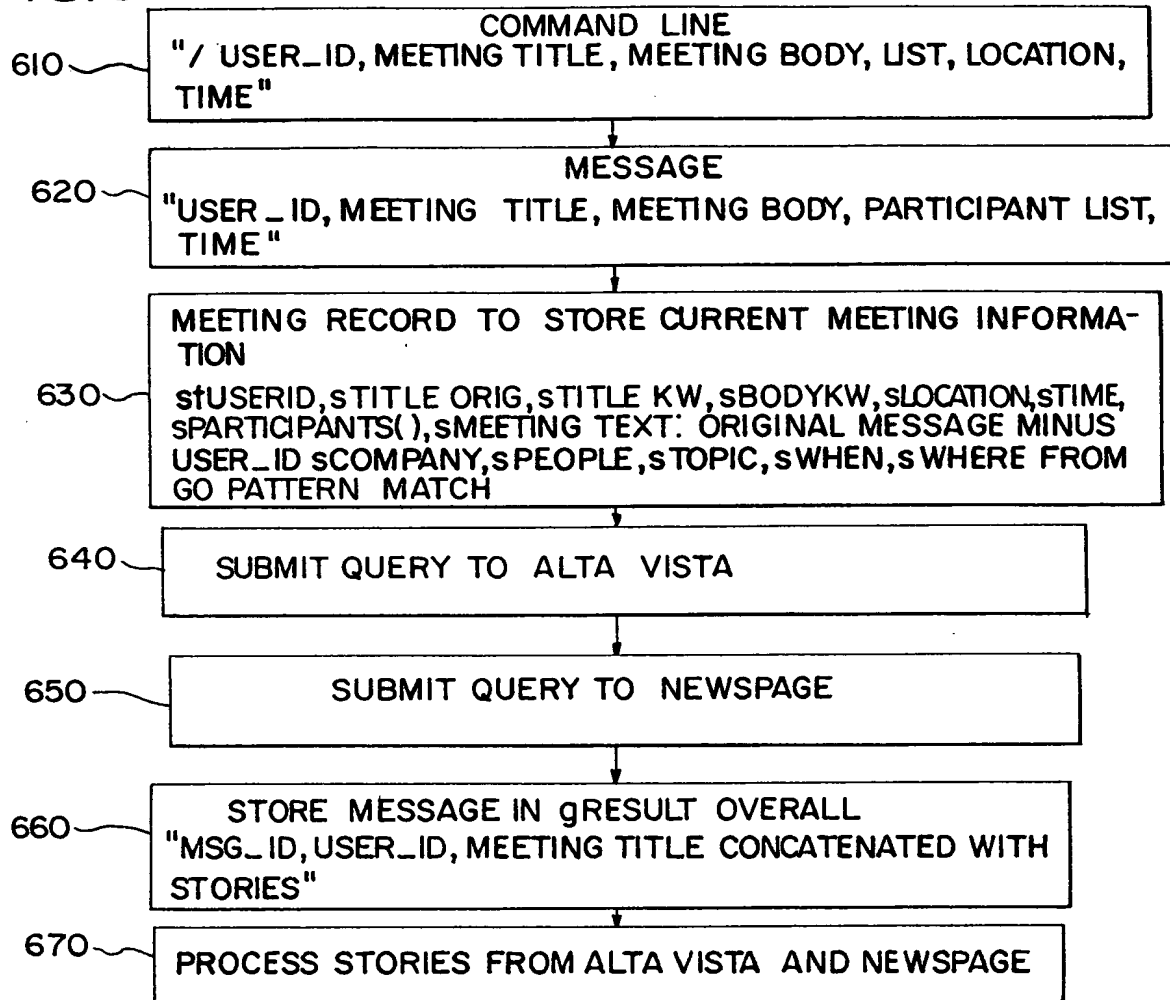 COMMAND LINE
610
"/ USER_ID, MEETING TITLE, MEETING BODY, LIST, LOCATION,
TIME"
MESSAGE
620
"USER_ID, MEETING TITLE, MEETING BODY, PARTICIPANT LIST,
TIME"
MEETING RECORD TO STORE CURRENT MEETING INFORMA-
TION
630
stUSERID, sTITLE ORIG, sTITLE KW, sBODYKW, sLOCATION, sTIME,
sPARTICIPANTS( ), sMEETING TEXT: ORIGINAL MESSAGE MINUS
USER_ID sCOMPANY, sPEOPLE, sTOPIC, sWHEN, sWHERE FROM
GO PATTERN MATCH
640
SUBMIT QUERY TO ALTA VISTA
650
SUBMIT QUERY TO NEWSPAGE
STORE MESSAGE IN gRESULT OVERALL
660
"MSG_ID, USER_ID, MEETING TITLE CONCATENATED WITH
STORIES"
670
PROCESS STORIES FROM ALTA VISTA AND NEWSPAGE